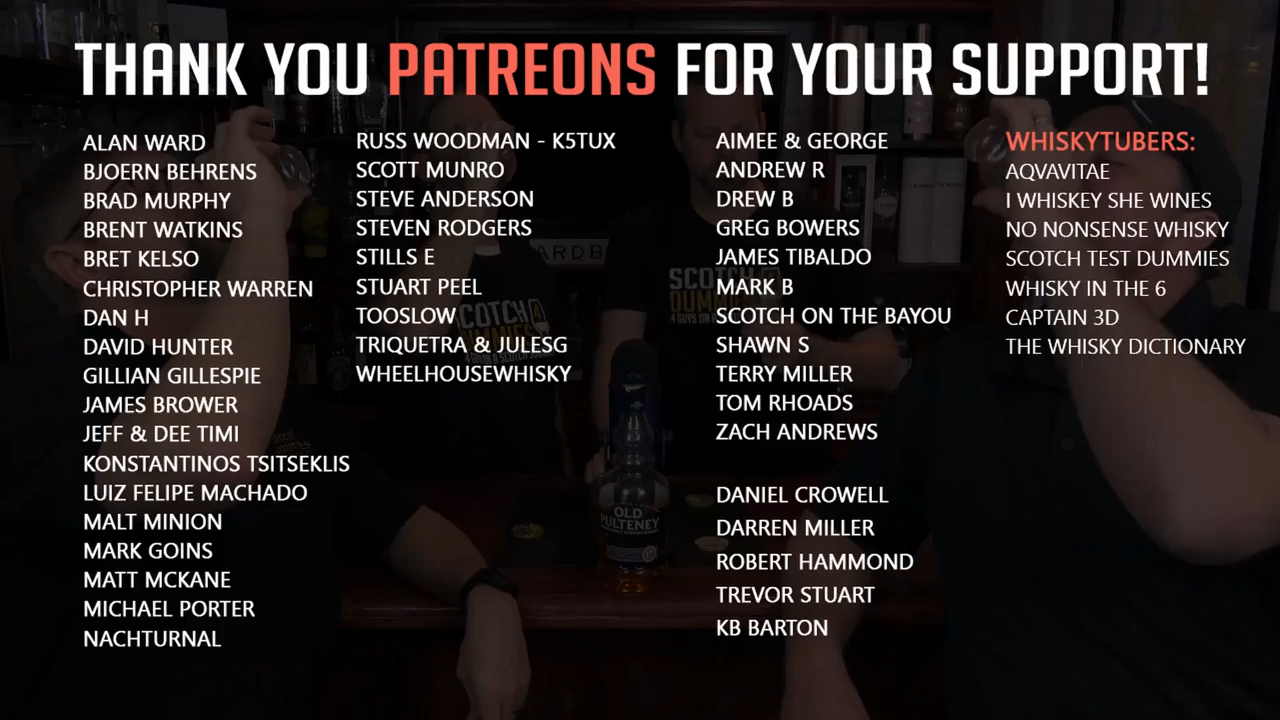 THANK YOU PATREONS FOR YOUR SUPPORT!
ALAN WARD
BJOERN BEHRENS
BRAD MURPHY
BRENT WATKINS
BRET KELSO
CHRISTOPHER WARREN
DAN H
DAVID HUNTER
GILLIAN GILLESPIE
JAMES BROWER
JEFF & DEE TIMI
KONSTANTINOS TSITSEKLIS
LUIZ FELIPE MACHADO
MALT MINION
MARK GOINS
MATT MCKANE
MICHAEL PORTER
NACHTURNAL
RUSS WOODMAN - K5TUX
SCOTT MUNRO
STEVE ANDERSON
STEVEN RODGERS
STILLS E
STUART PEEL
TOOSLOW
TRIQUETRA & JULESG
WHEELHOUSEWHISKY
AIMEE & GEORGE
ANDREW R
DREW B
GREG BOWERS
JAMES TIBALDO
MARK B
SCOTCH ON THE BAYOU
SHAWN S
TERRY MILLER
TOM RHOADS
ZACH ANDREWS
DANIEL CROWELL
DARREN MILLER
ROBERT HAMMOND
TREVOR STUART
KB BARTON
WHISKYTUBERS:
AQVAVITAE
I WHISKEY SHE WINES
NO NONSENSE WHISKY
SCOTCH TEST DUMMIES
WHISKY IN THE 6
CAPTAIN 3D
THE WHISKY DICTIONARY
SCOTCH 4
DUMMIES
SCOTCH
OLD
PULTENEY